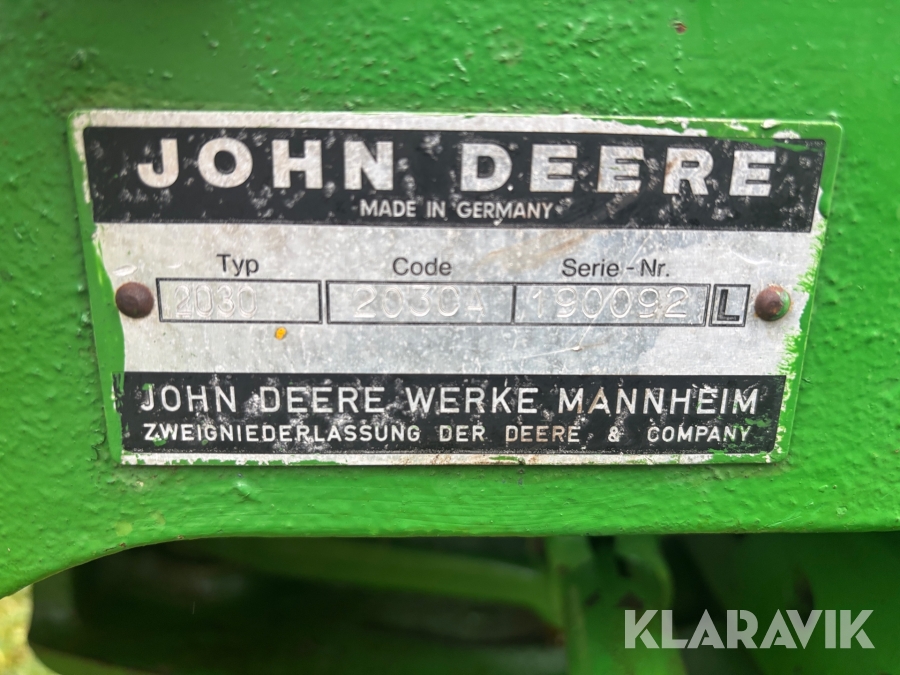 JOHN DEERE
MADE IN GERMANY
Typ Code Serie - Nr.
2030 2030A 190092 L
JOHN DEERE WERKE MANNHEIM
ZWEIGNIEDERLASSUNG DER DEERE & COMPANY
KLARAVIK